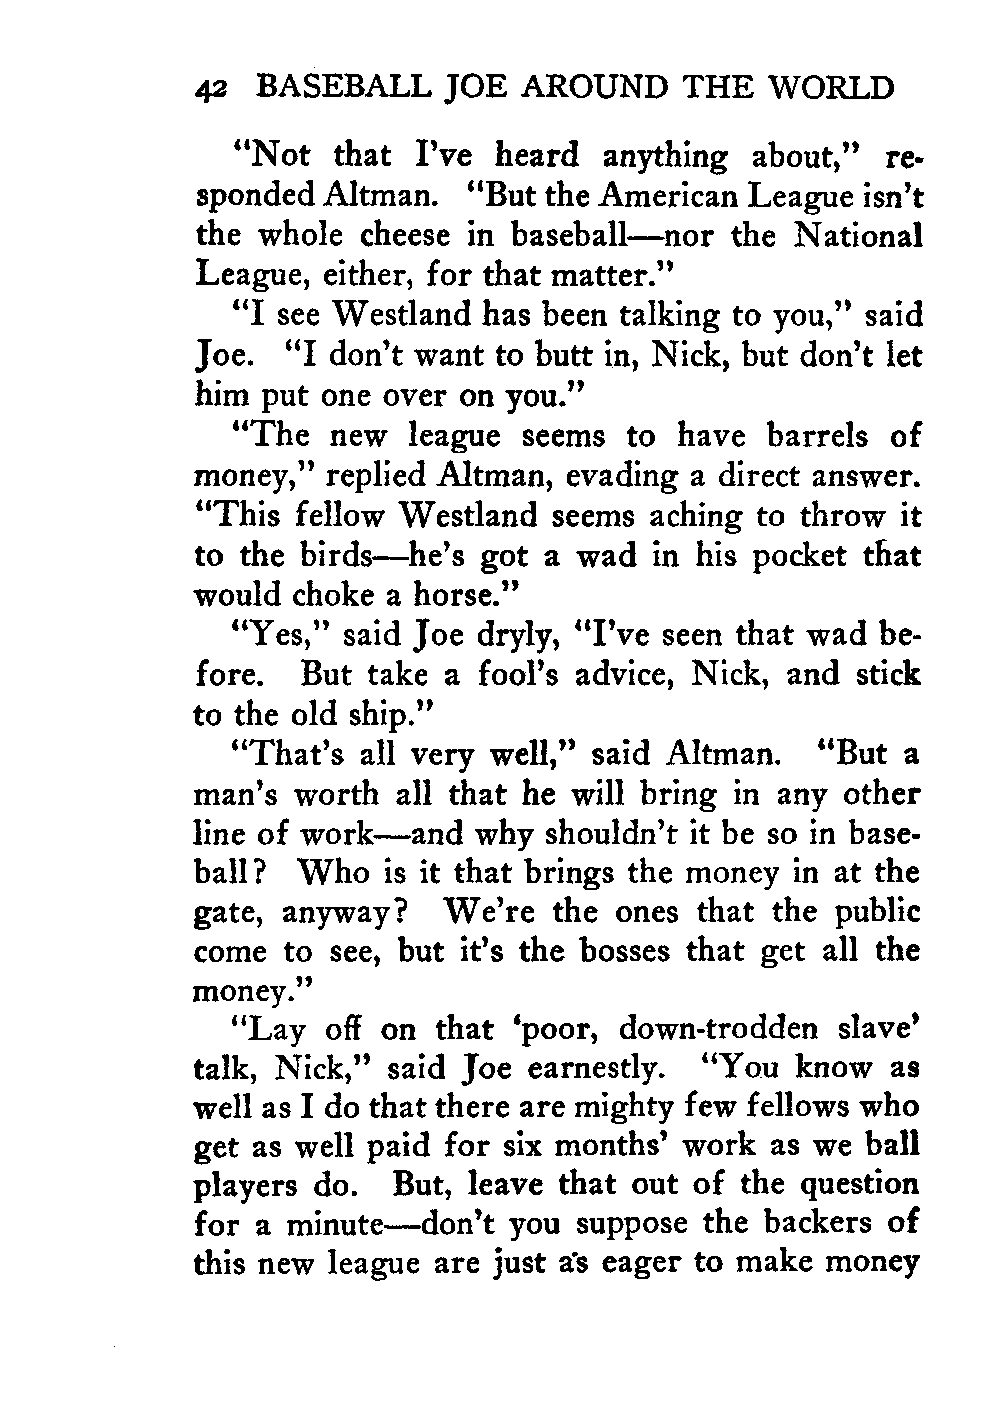 42 BASEBALL JOE AROUND THE WORLD
"Not that I've heard anything about," re-
sponded Altman. "But the American League isn't
the whole cheese in baseball—nor the National
League, either, for that matter."
"I see Westland has been talking to you," said
Joe. "I don't want to butt in, Nick, but don't let
him put one over on you."
"The new league seems to have barrels of
money," replied Altman, evading a direct answer.
"This fellow Westland seems aching to throw it
to the birds—he's got a wad in his pocket that
would choke a horse."
"Yes," said Joe dryly, "I've seen that wad be-
fore. But take a fool's advice, Nick, and stick
to the old ship."
"That's all very well," said Altman. "But a
man's worth all that he will bring in any other
line of work—and why shouldn't it be so in base-
ball? Who is it that brings the money in at the
gate, anyway? We're the ones that the public
come to see, but it's the bosses that get all the
money."
"Lay off on that 'poor, down-trodden slave'
talk, Nick," said Joe earnestly. "You know as
well as I do that there are mighty few fellows who
get as well paid for six months' work as we ball
players do. But, leave that out of the question
for a minute—don't you suppose the backers of
this new league are just as eager to make money